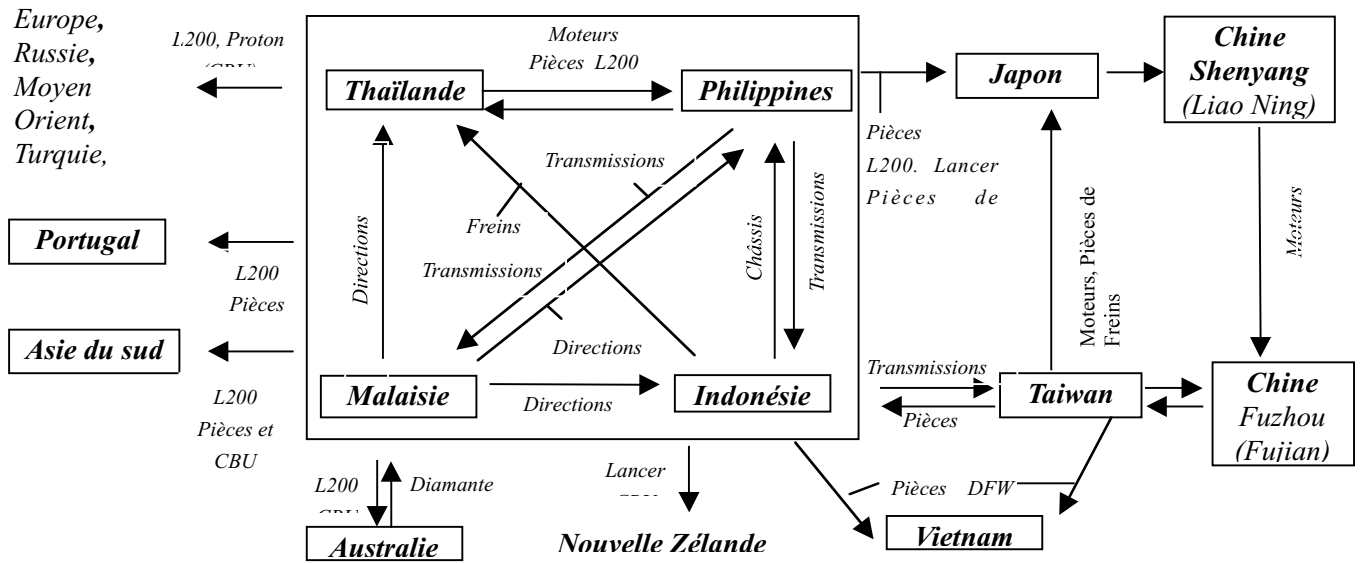 Europe,
Russie,
Moyen
Orient,
Turquie,
L200, Proton
Moteurs
Pièces L200
Thaïlande
Philippines
Japon
Chine
Shenyang
(Liao Ning)
Pièces
L200. Lancer
Pièces de
Transmissions
Freins
Transmissions
Directions
Directions
Châssis
Transmissions
Moteurs, Pièces de
Freins
Moteurs
Portugal
L200
Pièces
Asie du sud
L200
Pièces et
CBU
Malaisie
Directions
Indonésie
Transmissions
Pièces
Taiwan
Chine
Fuzhou
(Fujian)
L200
Diamante
Lancer
Pièces DFW
Australie
Nouvelle Zélande
Vietnam